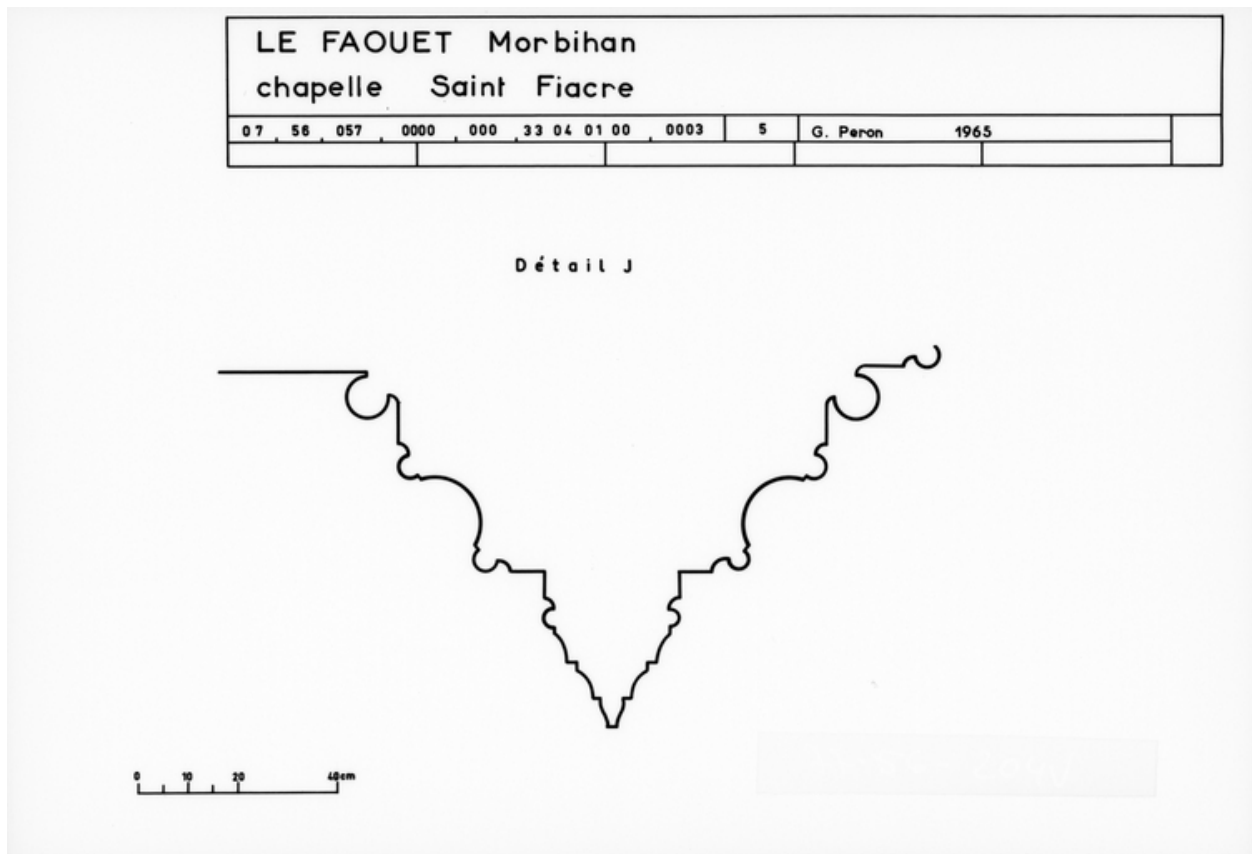 LE FAOUET Morbihan
chapelle Saint Fiacre
07 56 057 0000 000 33 04 01 00 0003 5 G. Peron 1965
Détail J
0 10 20 40cm